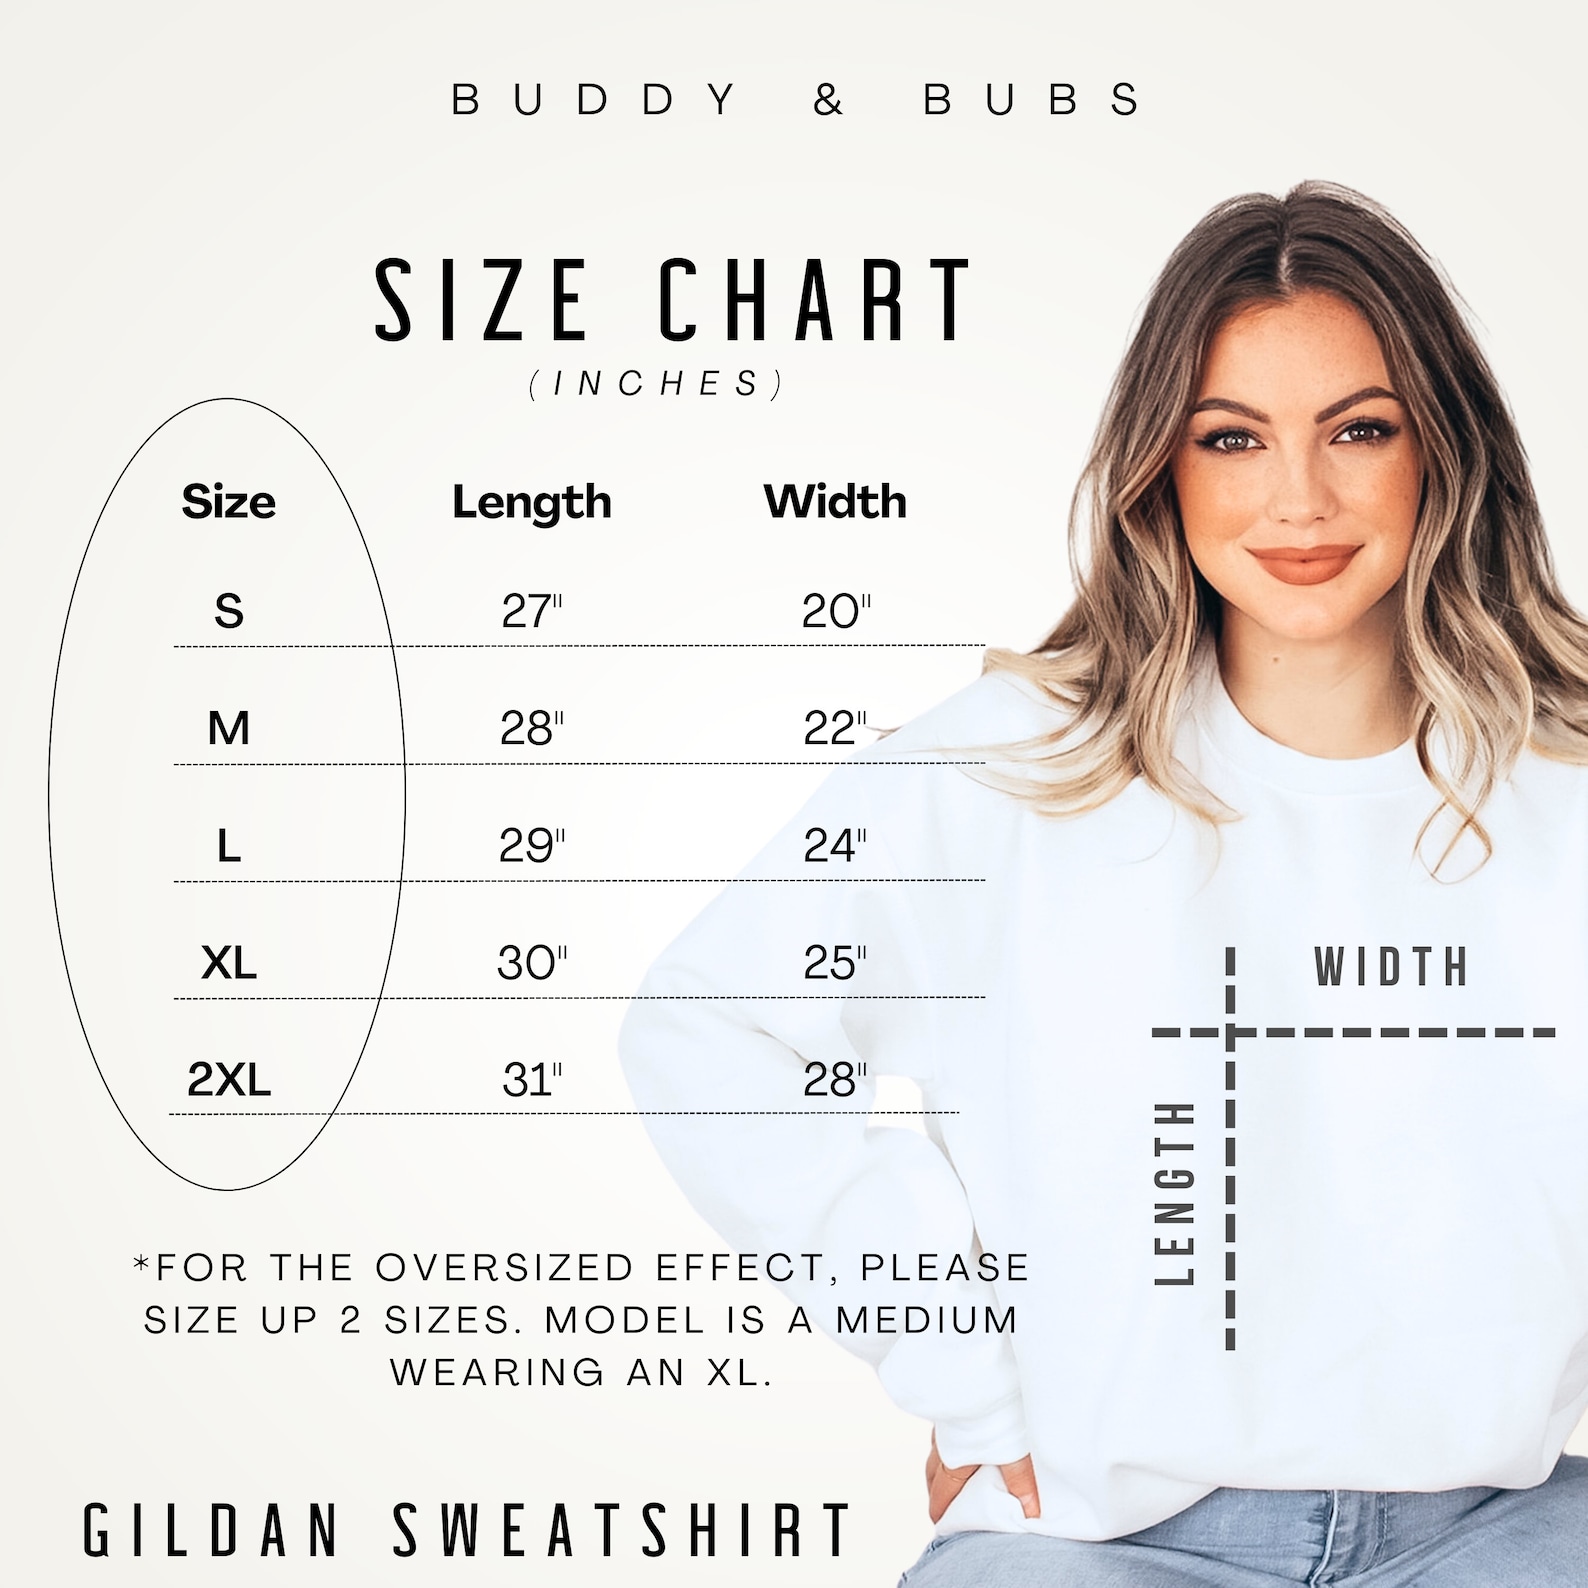 BUDDY & BUBS
SIZE CHART
(INCHES)
Size Length Width
S 27" 20"
M 28" 22"
L 29" 24"
XL 30" 25"
2XL 31" 28"
WIDTH
LENGTH
*FOR THE OVERSIZED EFFECT, PLEASE
SIZE UP 2 SIZES. MODEL IS A MEDIUM
WEARING AN XL.
GILDAN SWEATSHIRT